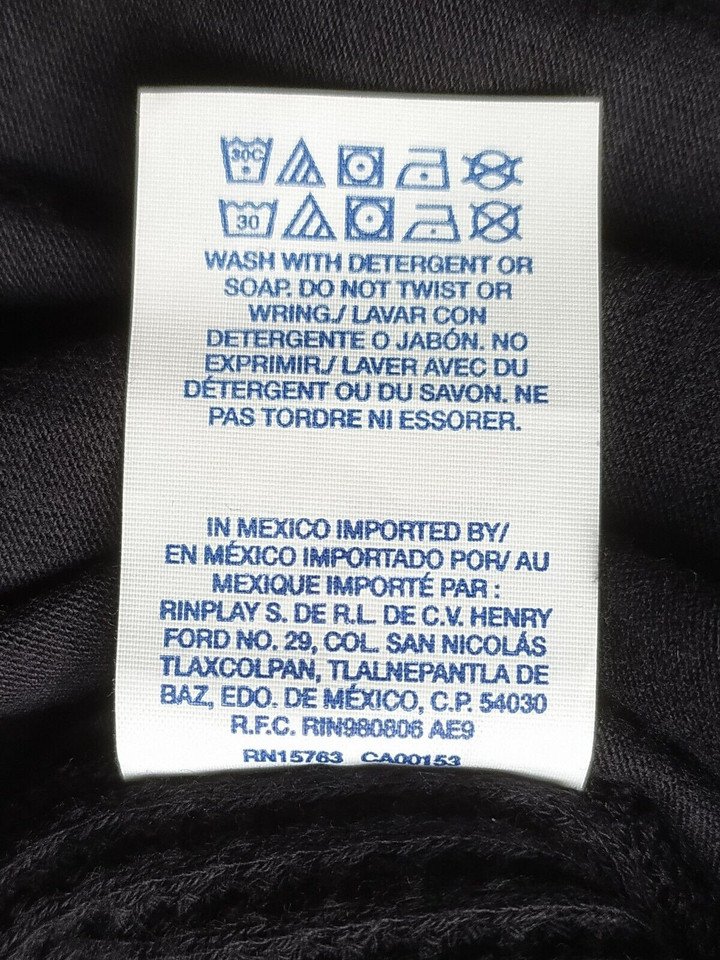 30C
30
WASH WITH DETERGENT OR
SOAP. DO NOT TWIST OR
WRING./ LAVAR CON
DETERGENTE O JABÓN. NO
EXPRIMIR./ LAVER AVEC DU
DÉTERGENT OU DU SAVON. NE
PAS TORDRE NI ESSORER.
IN MEXICO IMPORTED BY/
EN MÉXICO IMPORTADO POR/ AU
MEXIQUE IMPORTÉ PAR :
RINPLAY S. DE R.L. DE C.V. HENRY
FORD NO. 29, COL. SAN NICOLÁS
TLAXCOLPAN, TLALNEPANTLA DE
BAZ, EDO. DE MÉXICO, C.P. 54030
R.F.C. RIN980806 AE9
RN15763 CA00153